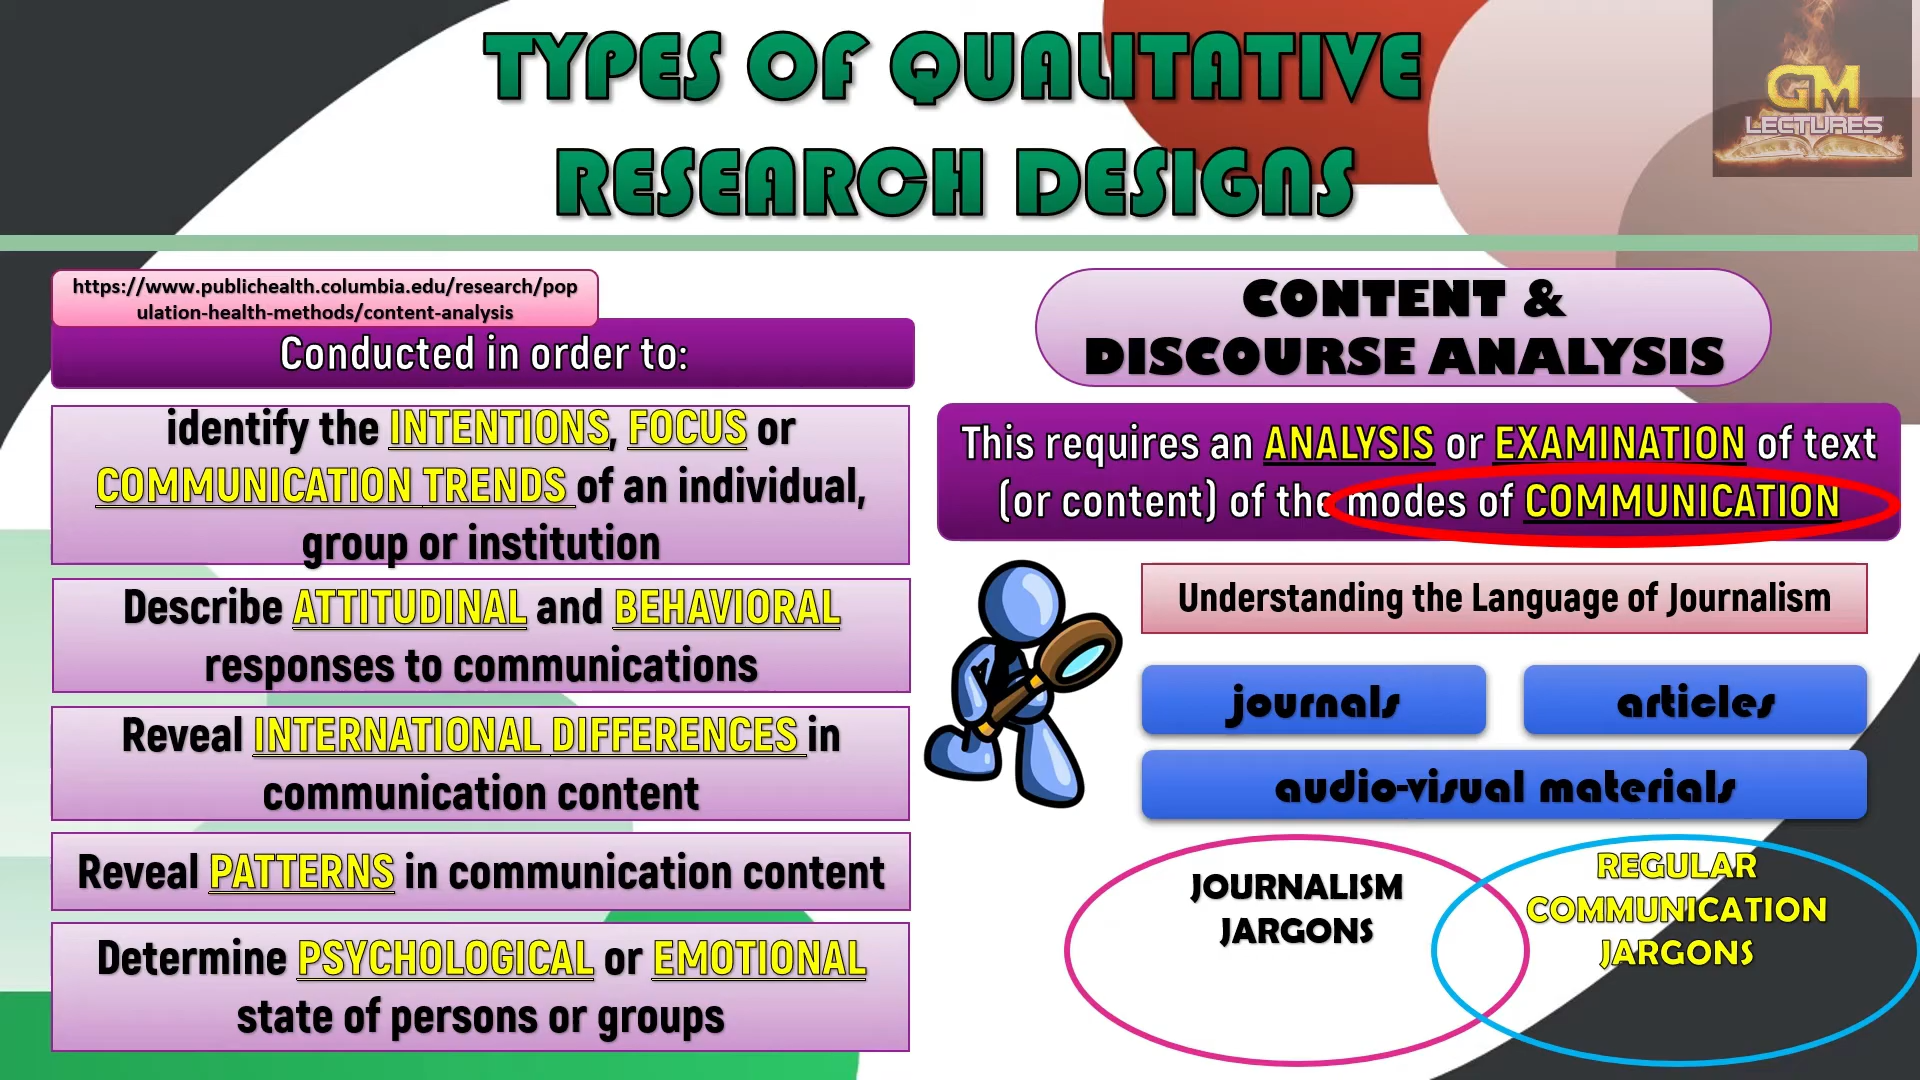 TYPES OF QUALITATIVE
RESEARCH DESIGNS
GM
LECTURES
https://www.publichealth.columbia.edu/research/pop
ulation-health-methods/content-analysis
Conducted in order to:
identify the INTENTIONS, FOCUS or
COMMUNICATION TRENDS of an individual,
group or institution
Describe ATTITUDINAL and BEHAVIORAL
responses to communications
Reveal INTERNATIONAL DIFFERENCES in
communication content
Reveal PATTERNS in communication content
Determine PSYCHOLOGICAL or EMOTIONAL
state of persons or groups
CONTENT &
DISCOURSE ANALYSIS
This requires an ANALYSIS or EXAMINATION of text
(or content) of the modes of COMMUNICATION
Understanding the Language of Journalism
journals
articles
audio-visual materials
JOURNALISM
JARGONS
REGULAR
COMMUNICATION
JARGONS